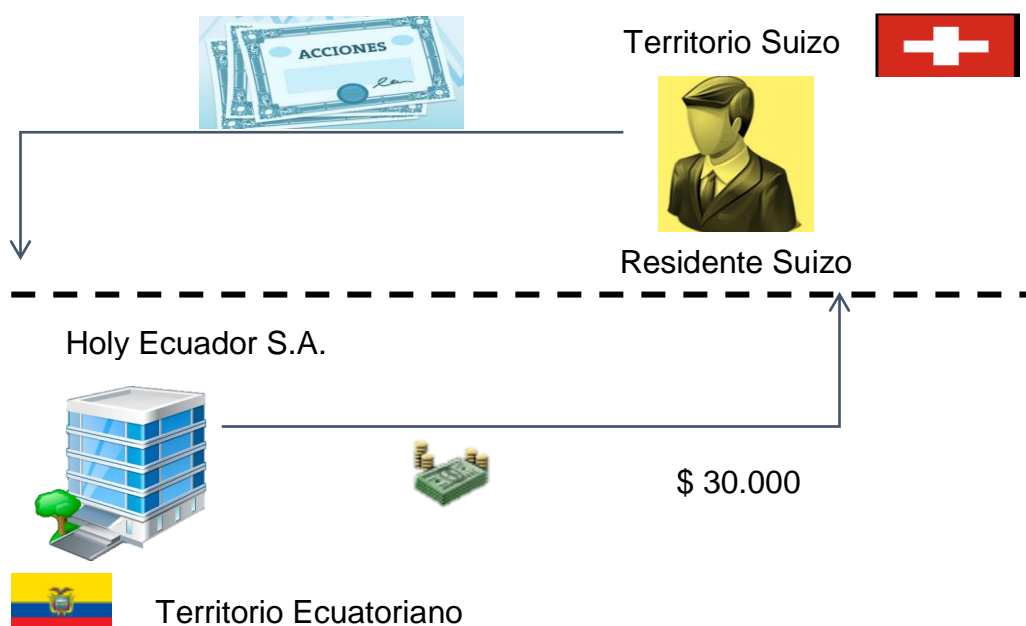 ACCIONES
Territorio Suizo
Residente Suizo
Holy Ecuador S.A.
$ 30.000
Territorio Ecuatoriano